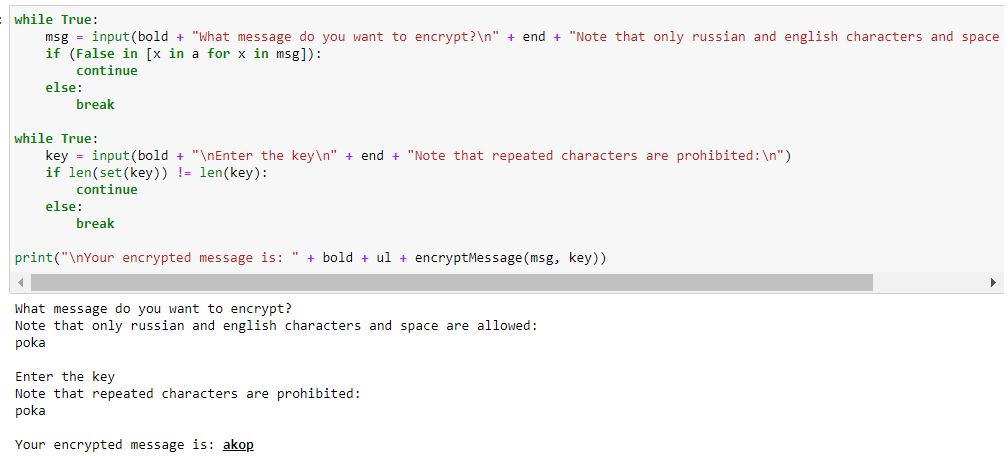 while True:
    msg = input(bold + "What message do you want to encrypt?\n" + end + "Note that only russian and english characters and space
    if (False in [x in a for x in msg]):
        continue
    else:
        break

while True:
    key = input(bold + "\nEnter the key\n" + end + "Note that repeated characters are prohibited:\n")
    if len(set(key)) != len(key):
        continue
    else:
        break

print("\nYour encrypted message is: " + bold + ul + encryptMessage(msg, key))
What message do you want to encrypt?
Note that only russian and english characters and space are allowed:
poka

Enter the key
Note that repeated characters are prohibited:
poka

Your encrypted message is: akop